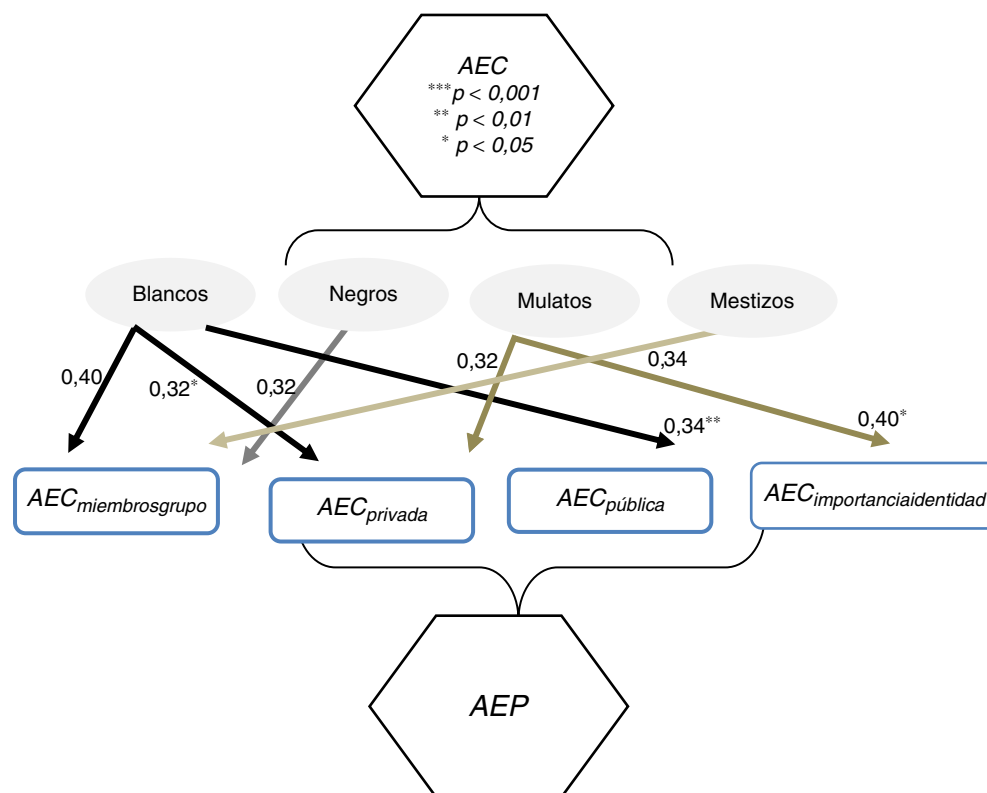 AEC
***p < 0,001
** p < 0,01
* p < 0,05
Blancos
Negros
Mulatos
Mestizos
0,40
0,32*
0,32
0,32
0,34
0,34**
0,40*
AECmiembrosgrupo
AECprivada
AECpública
AECimportanciaidentidad
AEP